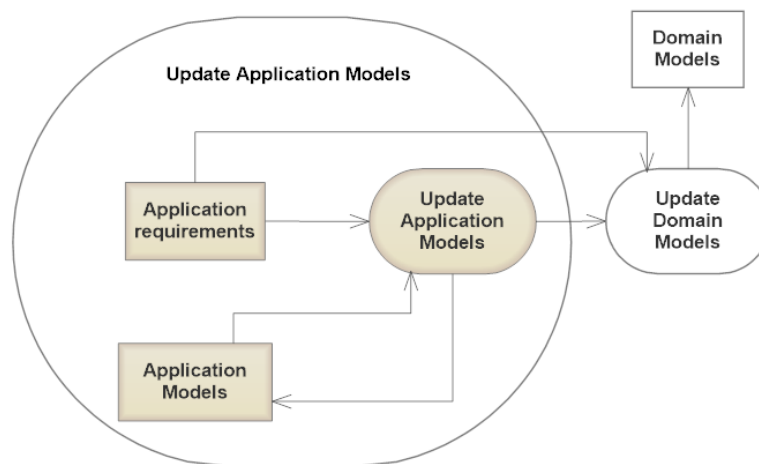 Domain
Models
Update Application Models
Application
requirements
Update
Application
Models
Update
Domain
Models
Application
Models